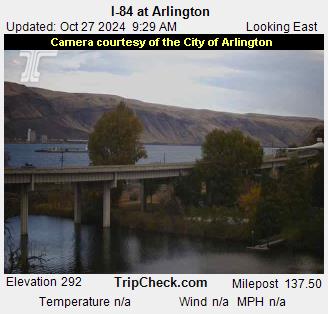 I-84 at Arlington
Updated: Oct 27 2024 9:29 AM Looking East
Camera courtesy of the City of Arlington
Elevation 292 TripCheck.com Milepost 137.50
Temperature n/a Wind n/a MPH n/a